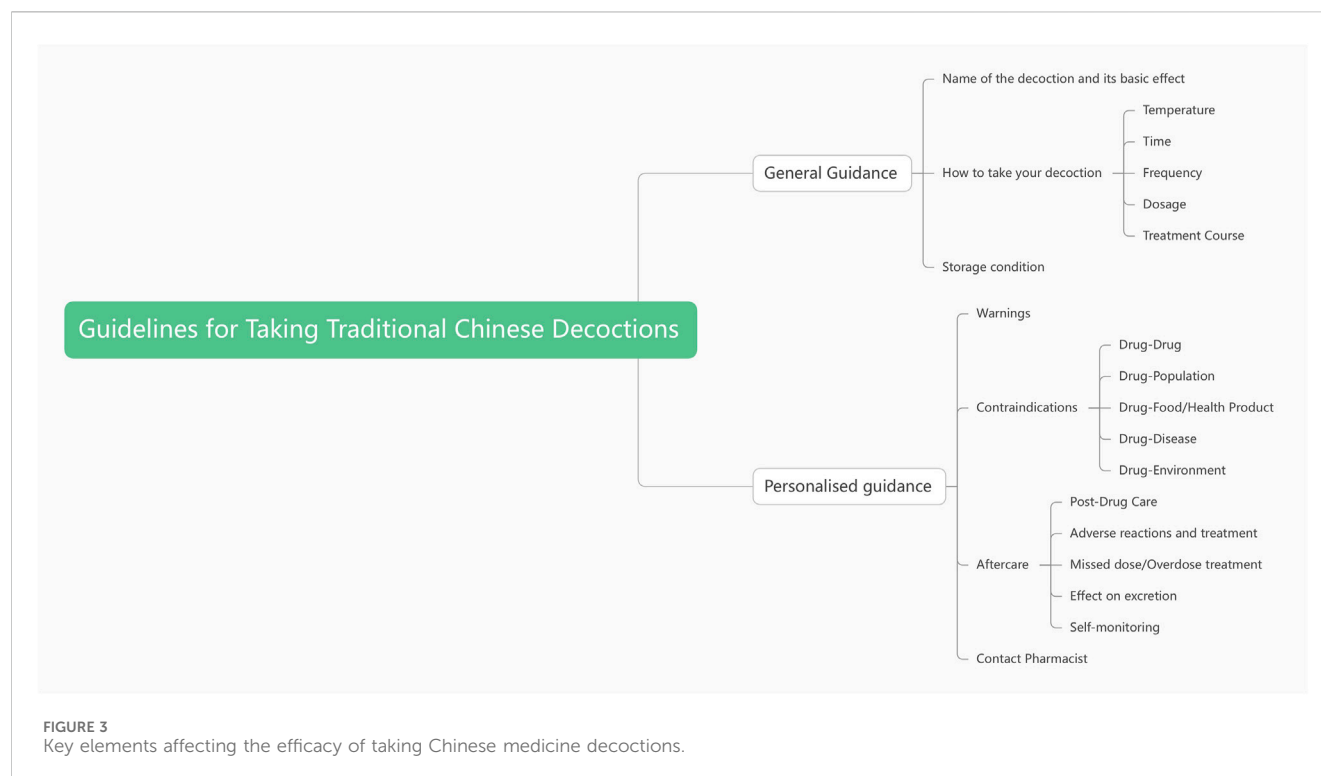 Guidelines for Taking Traditional Chinese Decoctions
General Guidance
Name of the decoction and its basic effect
How to take your decoction
Temperature
Time
Frequency
Dosage
Treatment Course
Storage condition
Personalised guidance
Warnings
Contraindications
Drug-Drug
Drug-Population
Drug-Food/Health Product
Drug-Disease
Drug-Environment
Aftercare
Post-Drug Care
Adverse reactions and treatment
Missed dose/Overdose treatment
Effect on excretion
Self-monitoring
Contact Pharmacist
FIGURE 3
Key elements affecting the efficacy of taking Chinese medicine decoctions.